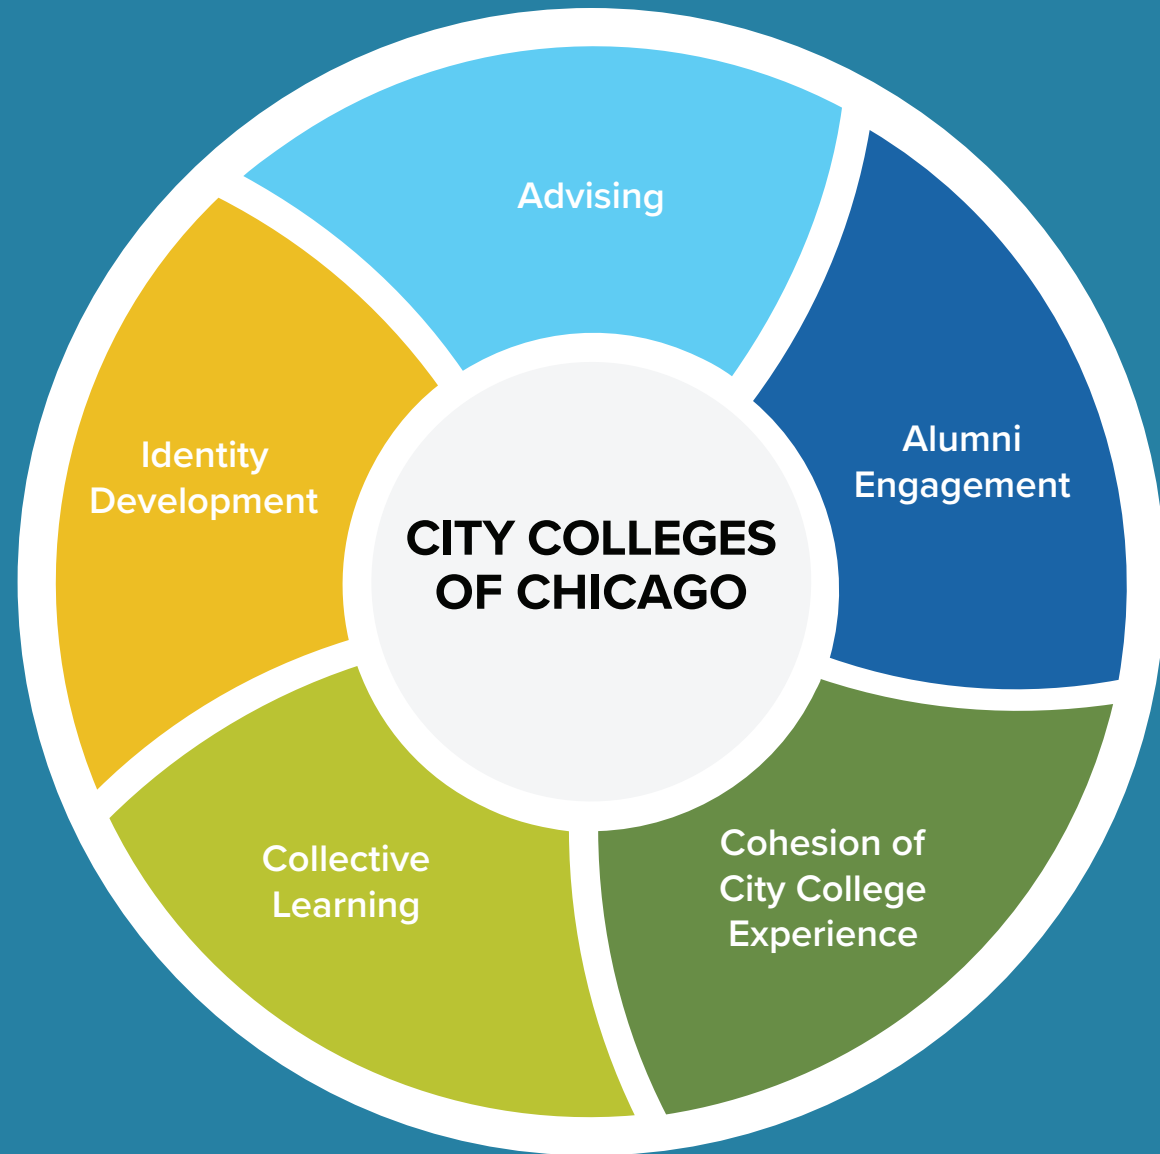 Advising
Alumni
Engagement
Identity
Development
CITY COLLEGES
OF CHICAGO
Cohesion of
City College
Experience
Collective
Learning